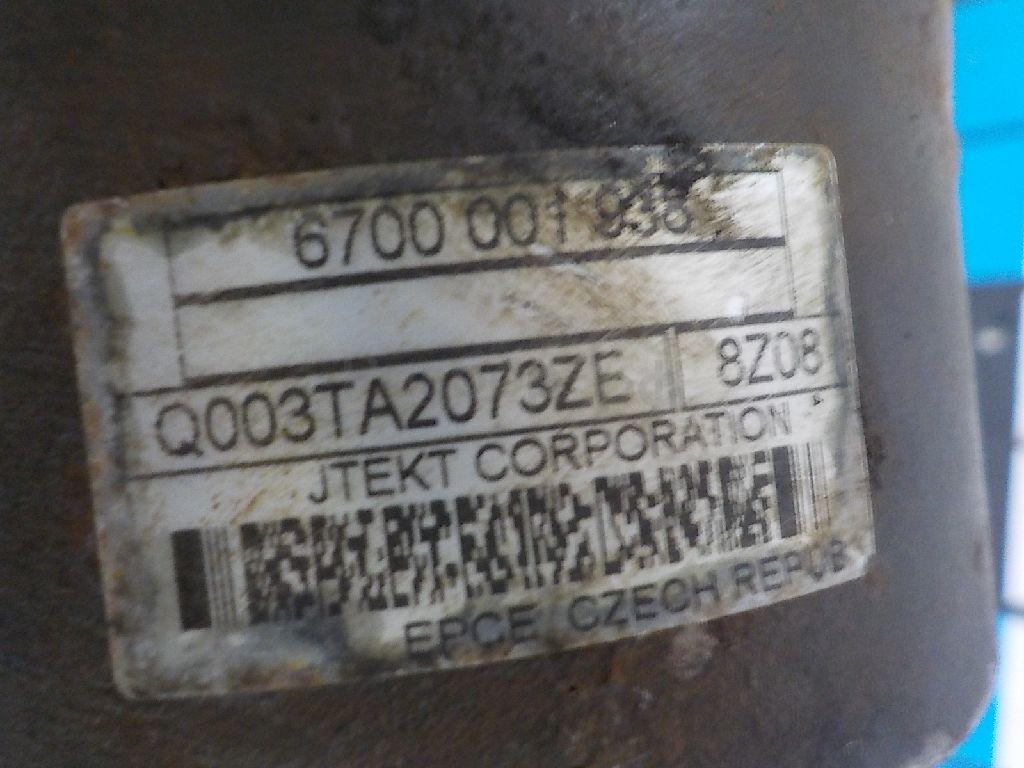 6700 001 938
Q003TA2073ZE 8Z08
JTEKT CORPORATION
EPCE CZECH REPUB